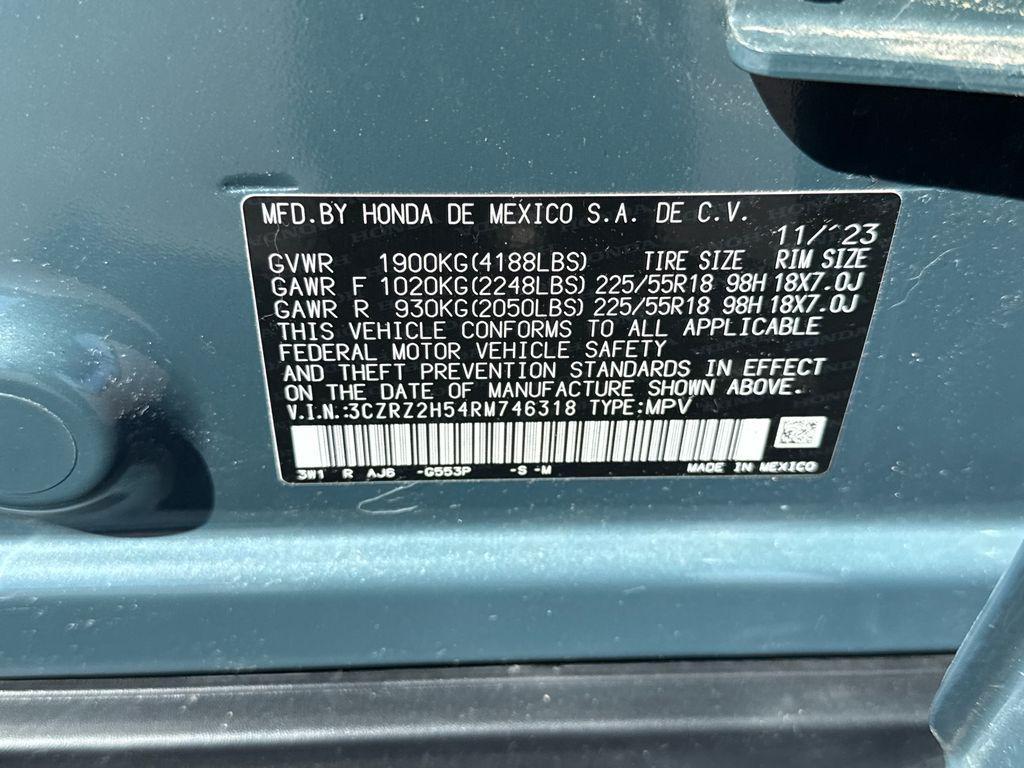 MFD.BY HONDA DE MEXICO S.A. DE C.V.
11/ 23
GVWR 1900KG(4188LBS) TIRE SIZE RIM SIZE
GAWR F 1020KG(2248LBS) 225/55R18 98H 18X7.0J
GAWR R 930KG(2050LBS) 225/55R18 98H 18X7.0J
THIS VEHICLE CONFORMS TO ALL APPLICABLE
FEDERAL MOTOR VEHICLE SAFETY
AND THEFT PREVENTION STANDARDS IN EFFECT
ON THE DATE OF MANUFACTURE SHOWN ABOVE.
V.I.N.:3CZRZ2H54RM746318 TYPE:MPV
3W1 R AJ6 -G553P -S -M MADE IN MEXICO